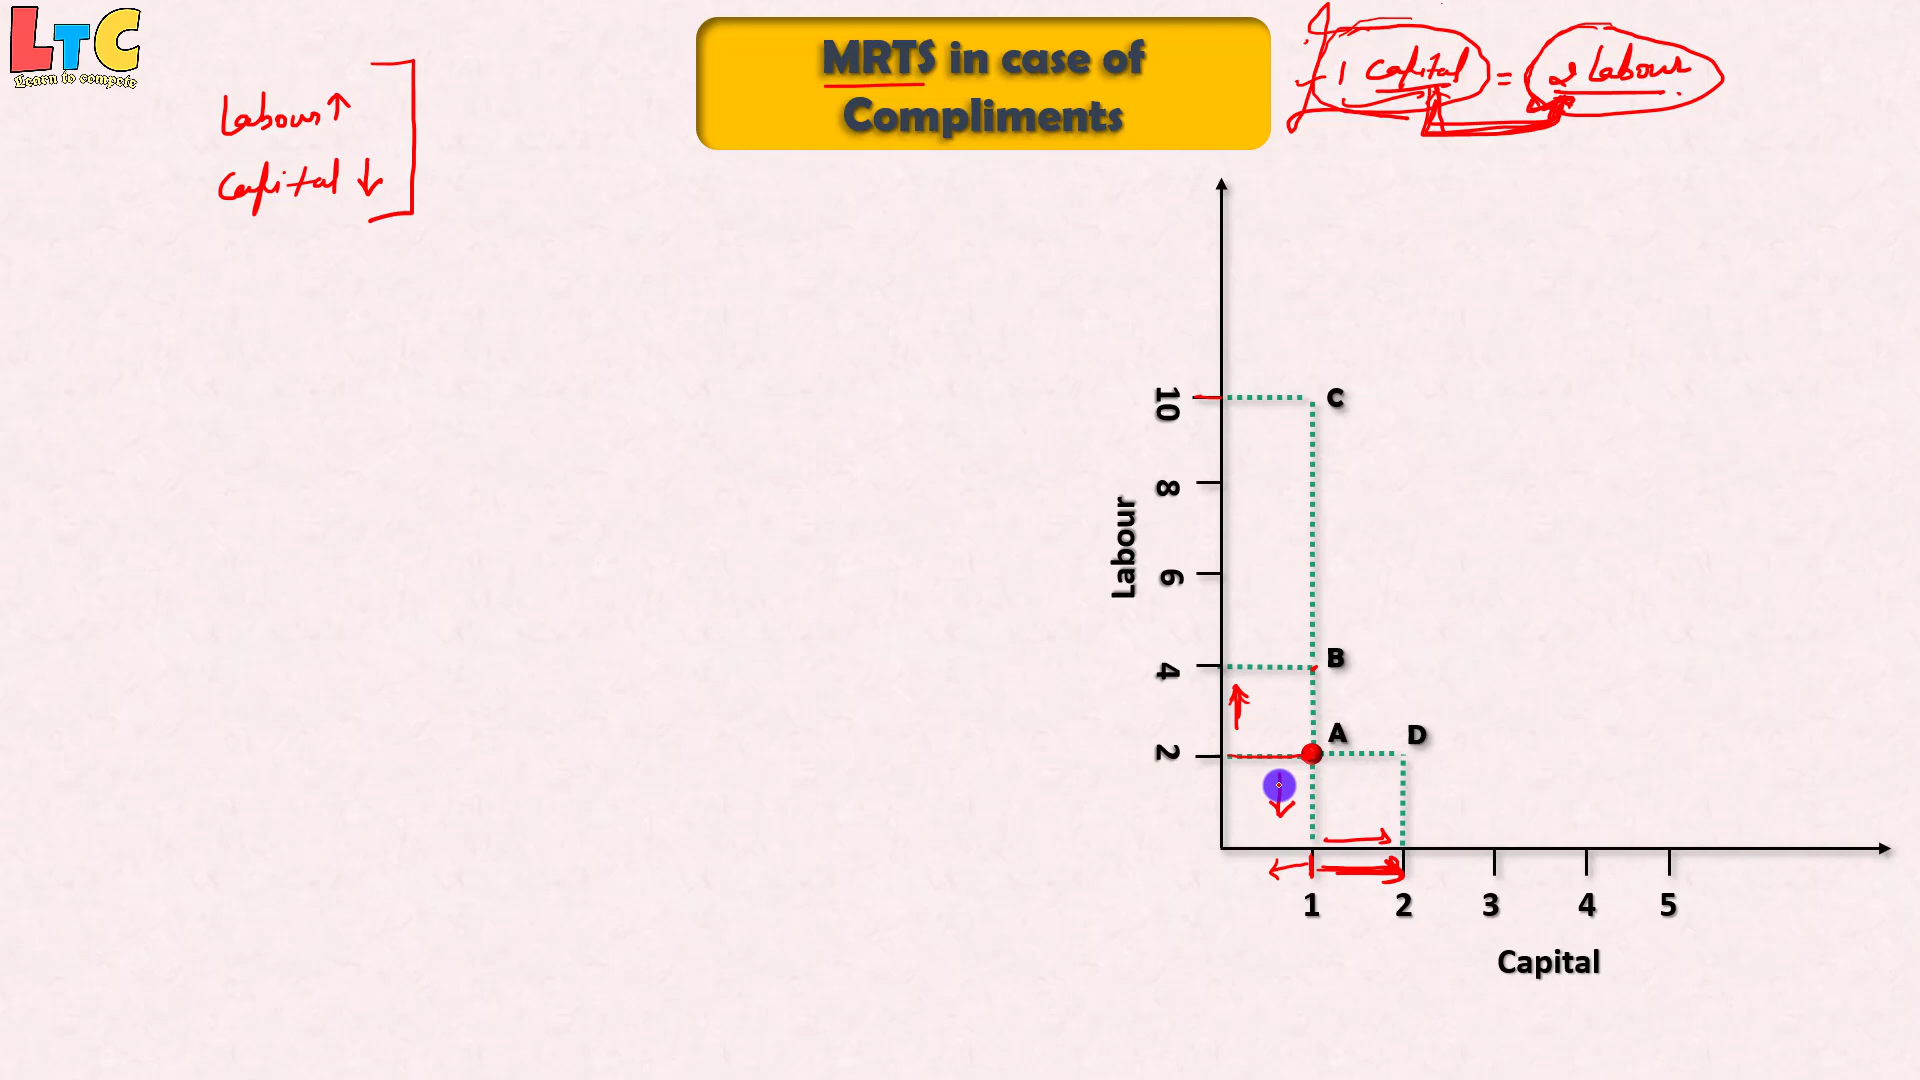 LTC
Learn to compete
MRTS in case of
Compliments
1 Capital = 2 Labour
Labour ↑
Capital ↓
10
8
6
4
2
Labour
C
B
A
D
1 2 3 4 5
Capital